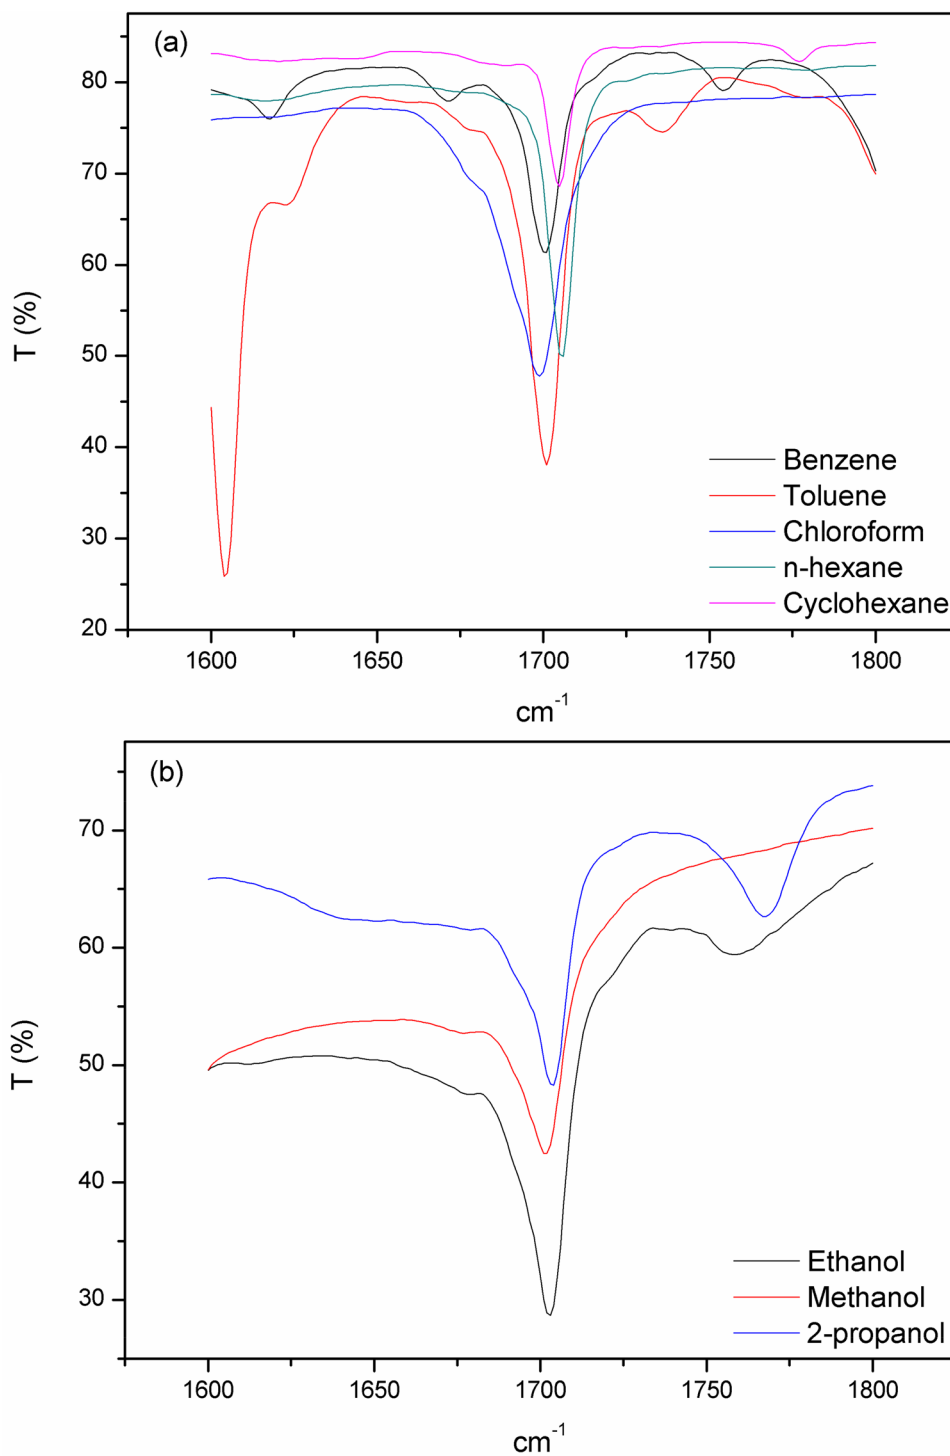 (a)
80
70
60
50
40
30
20
T (%)
Benzene
Toluene
Chloroform
n-hexane
Cyclohexane
1600 1650 1700 1750 1800
cm⁻¹
(b)
70
60
50
40
30
T (%)
Ethanol
Methanol
2-propanol
1600 1650 1700 1750 1800
cm⁻¹